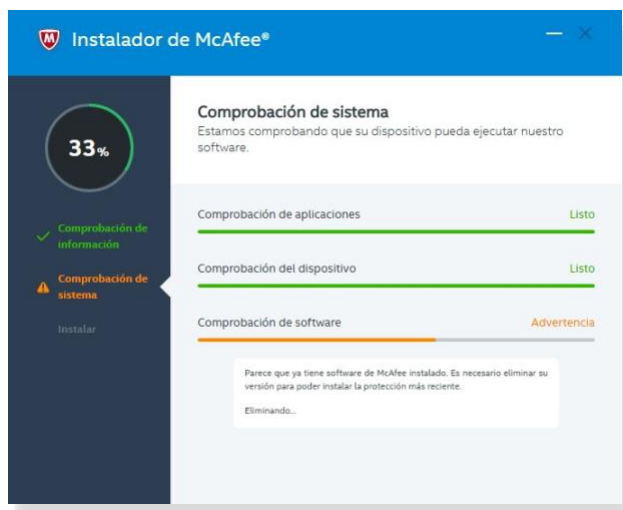 Instalador de McAfee®
33%
Comprobación de
información
Comprobación de
sistema
Instalar
Comprobación de sistema
Estamos comprobando que su dispositivo pueda ejecutar nuestro
software.
Comprobación de aplicaciones Listo
Comprobación del dispositivo Listo
Comprobación de software Advertencia
Parece que ya tiene software de McAfee instalado. Es necesario eliminar su
versión para poder instalar la protección más reciente.
Eliminando...